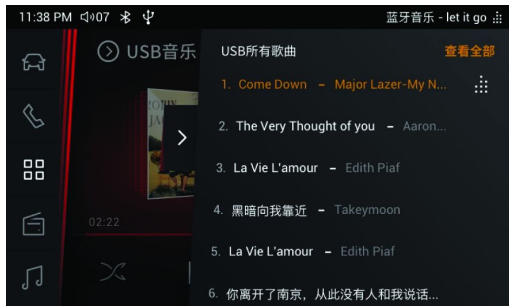 11:38 PM 07 蓝牙音乐 - let it go
USB音乐
USB所有歌曲 查看全部
1. Come Down – Major Lazer-My N...
2. The Very Thought of you – Aaron...
3. La Vie L'amour – Edith Piaf
4. 黑暗向我靠近 – Takeymoon
02:22
5. La Vie L'amour – Edith Piaf
6. 你离开了南京，从此没有人和我说话...